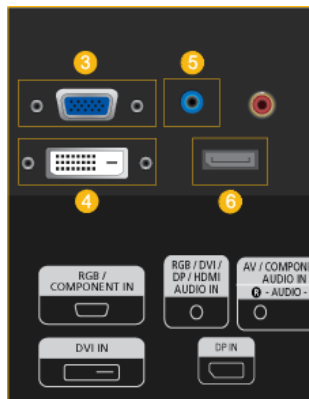 3
5
4
6
RGB /
COMPONENT IN
RGB / DVI /
DP / HDMI
AUDIO IN
AV / COMPON
AUDIO IN
R - AUDIO -
DVI IN
DP IN